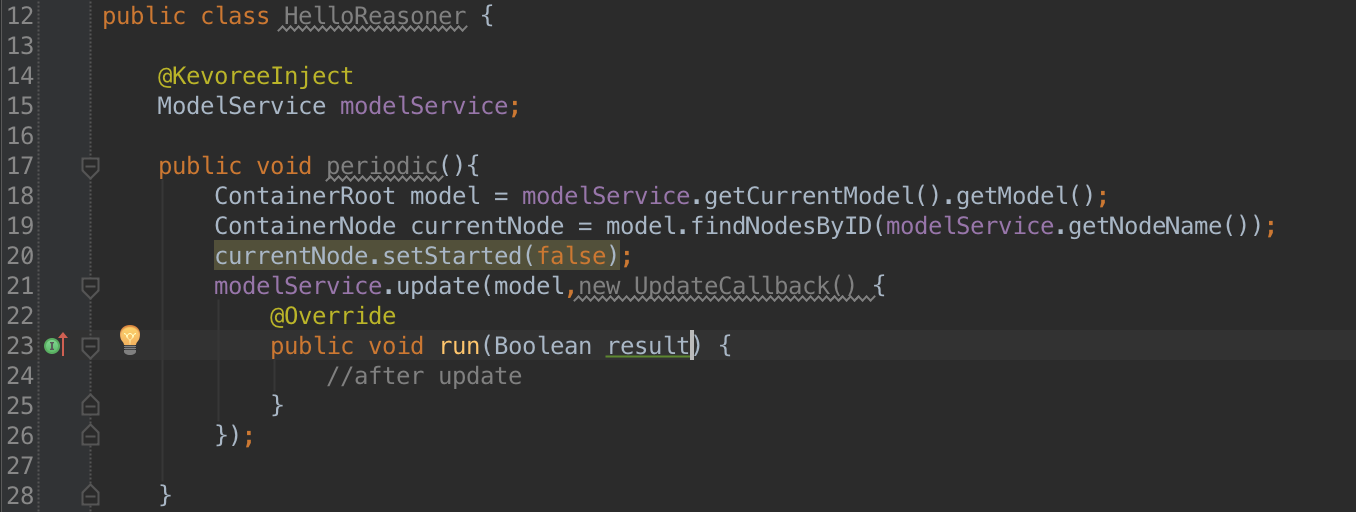 12 public class HelloReasoner {
13
14     @KevoreeInject
15     ModelService modelService;
16
17     public void periodic(){
18         ContainerRoot model = modelService.getCurrentModel().getModel();
19         ContainerNode currentNode = model.findNodesByID(modelService.getNodeName());
20         currentNode.setStarted(false);
21         modelService.update(model,new UpdateCallback() {
22             @Override
23             public void run(Boolean result) {
24                 //after update
25             }
26         });
27
28     }